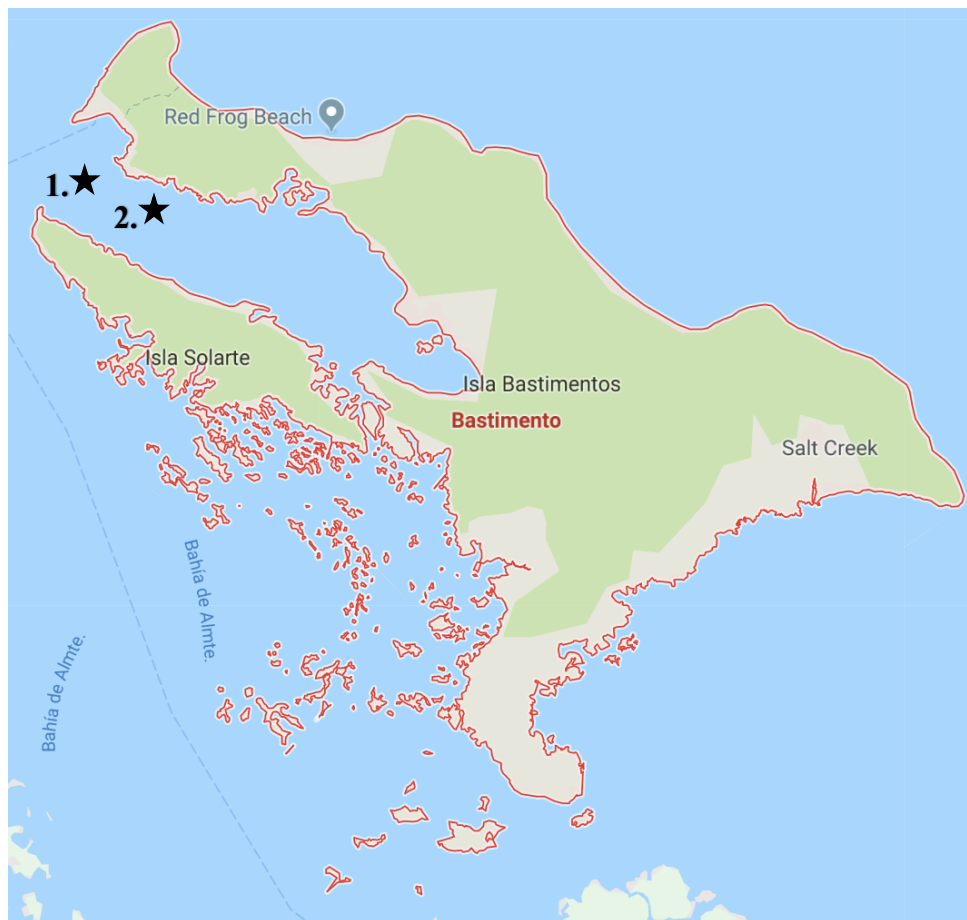 Red Frog Beach
1.
2.
Isla Solarte
Isla Bastimentos
Bastimento
Salt Creek
Bahía de Almte.
Bahía de Almte.